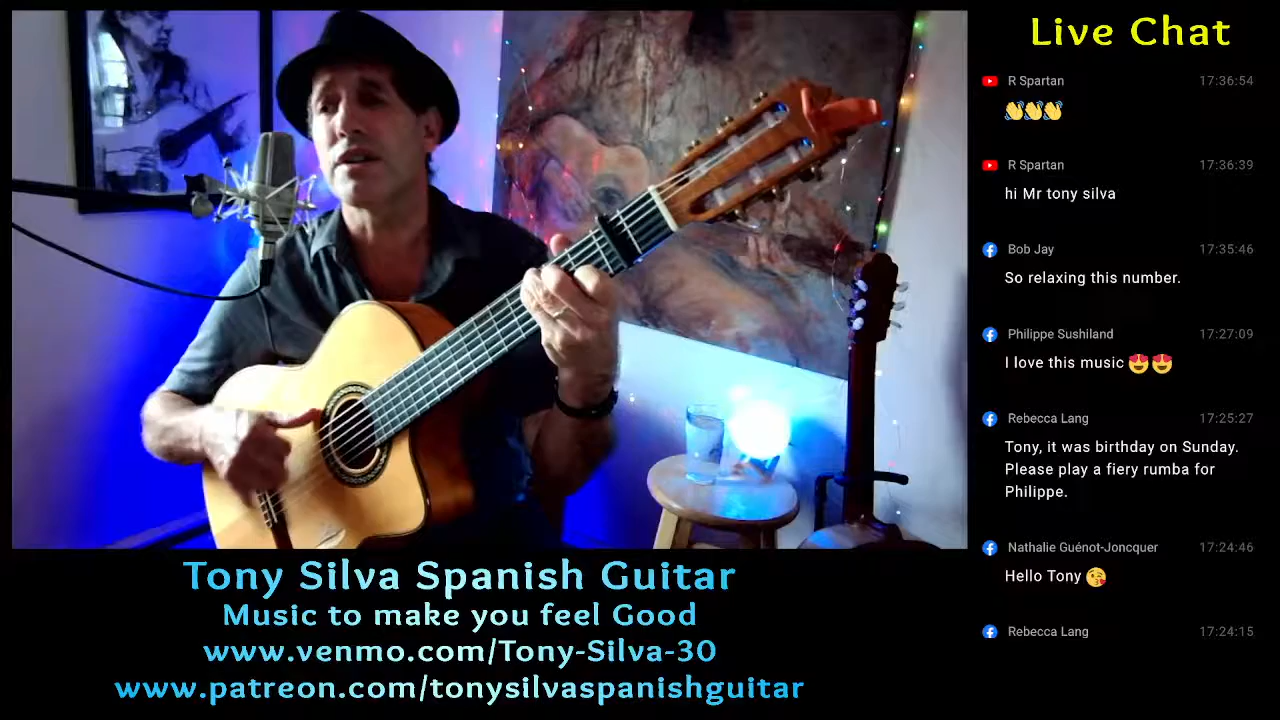 Live Chat
R Spartan 17:36:54
👋👋👋
R Spartan 17:36:39
hi Mr tony silva
Bob Jay 17:35:46
So relaxing this number.
Philippe Sushiland 17:27:09
I love this music 😍😍
Rebecca Lang 17:25:27
Tony, it was birthday on Sunday.
Please play a fiery rumba for
Philippe.
Nathalie Guénot-Joncquer 17:24:46
Hello Tony 😘
Rebecca Lang 17:24:15
Tony Silva Spanish Guitar
Music to make you feel Good
www.venmo.com/Tony-Silva-30
www.patreon.com/tonysilvaspanishguitar